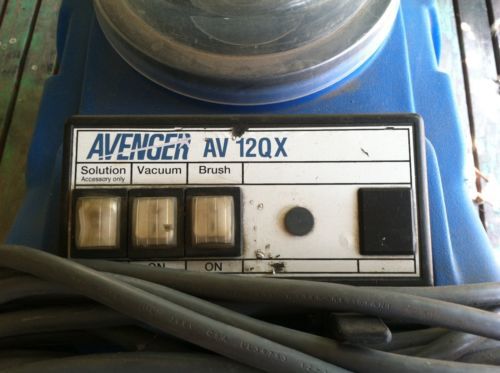 AVENGER AV 12QX
Solution Vacuum Brush
Accessory only
ON ON